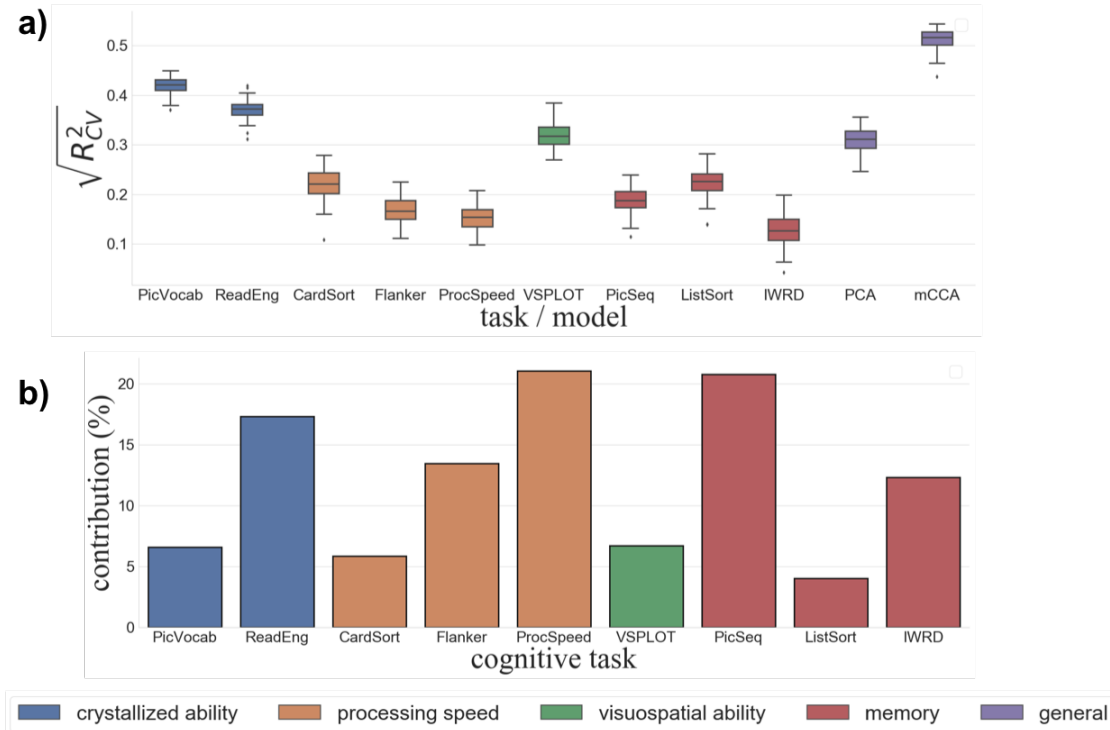 a)
√R²CV
0.5
0.4
0.3
0.2
0.1
PicVocab ReadEng CardSort Flanker ProcSpeed VSPLOT PicSeq ListSort IWRD PCA mCCA
task / model
b)
contribution (%)
20
15
10
5
0
PicVocab ReadEng CardSort Flanker ProcSpeed VSPLOT PicSeq ListSort IWRD
cognitive task
crystallized ability processing speed visuospatial ability memory general